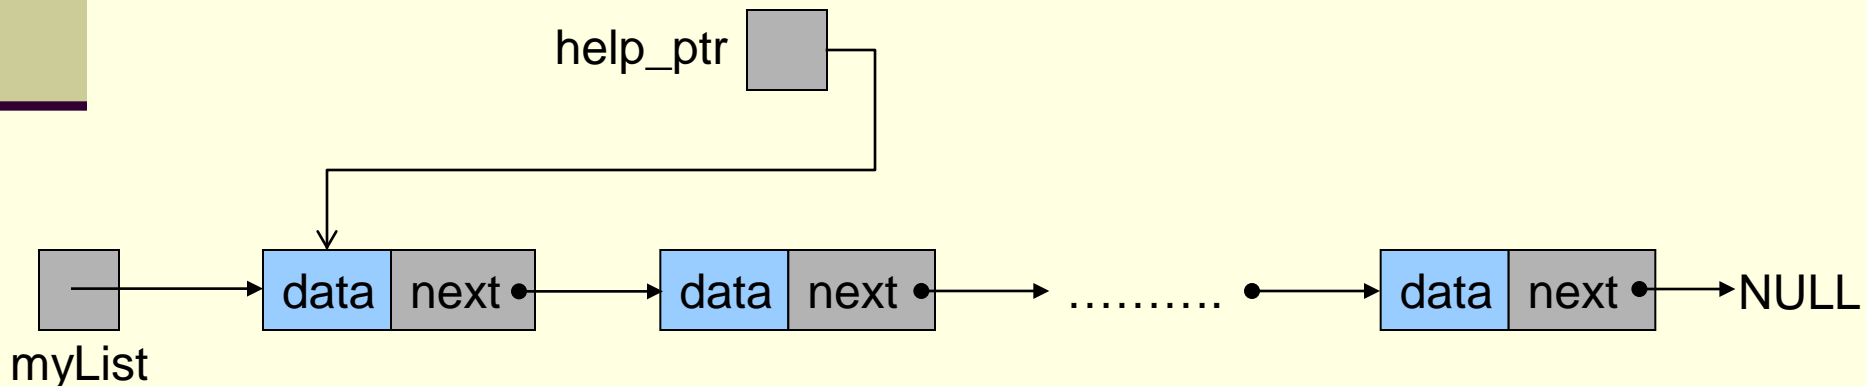 help_ptr
data next data next ………. data next NULL
myList